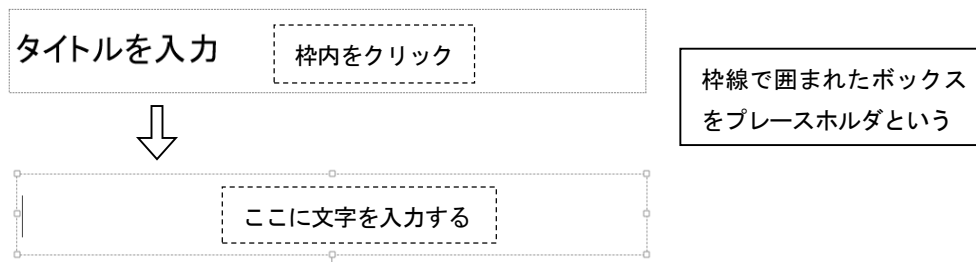 タイトルを入力
枠内をクリック
枠線で囲まれたボックス
をプレースホルダという
ここに文字を入力する